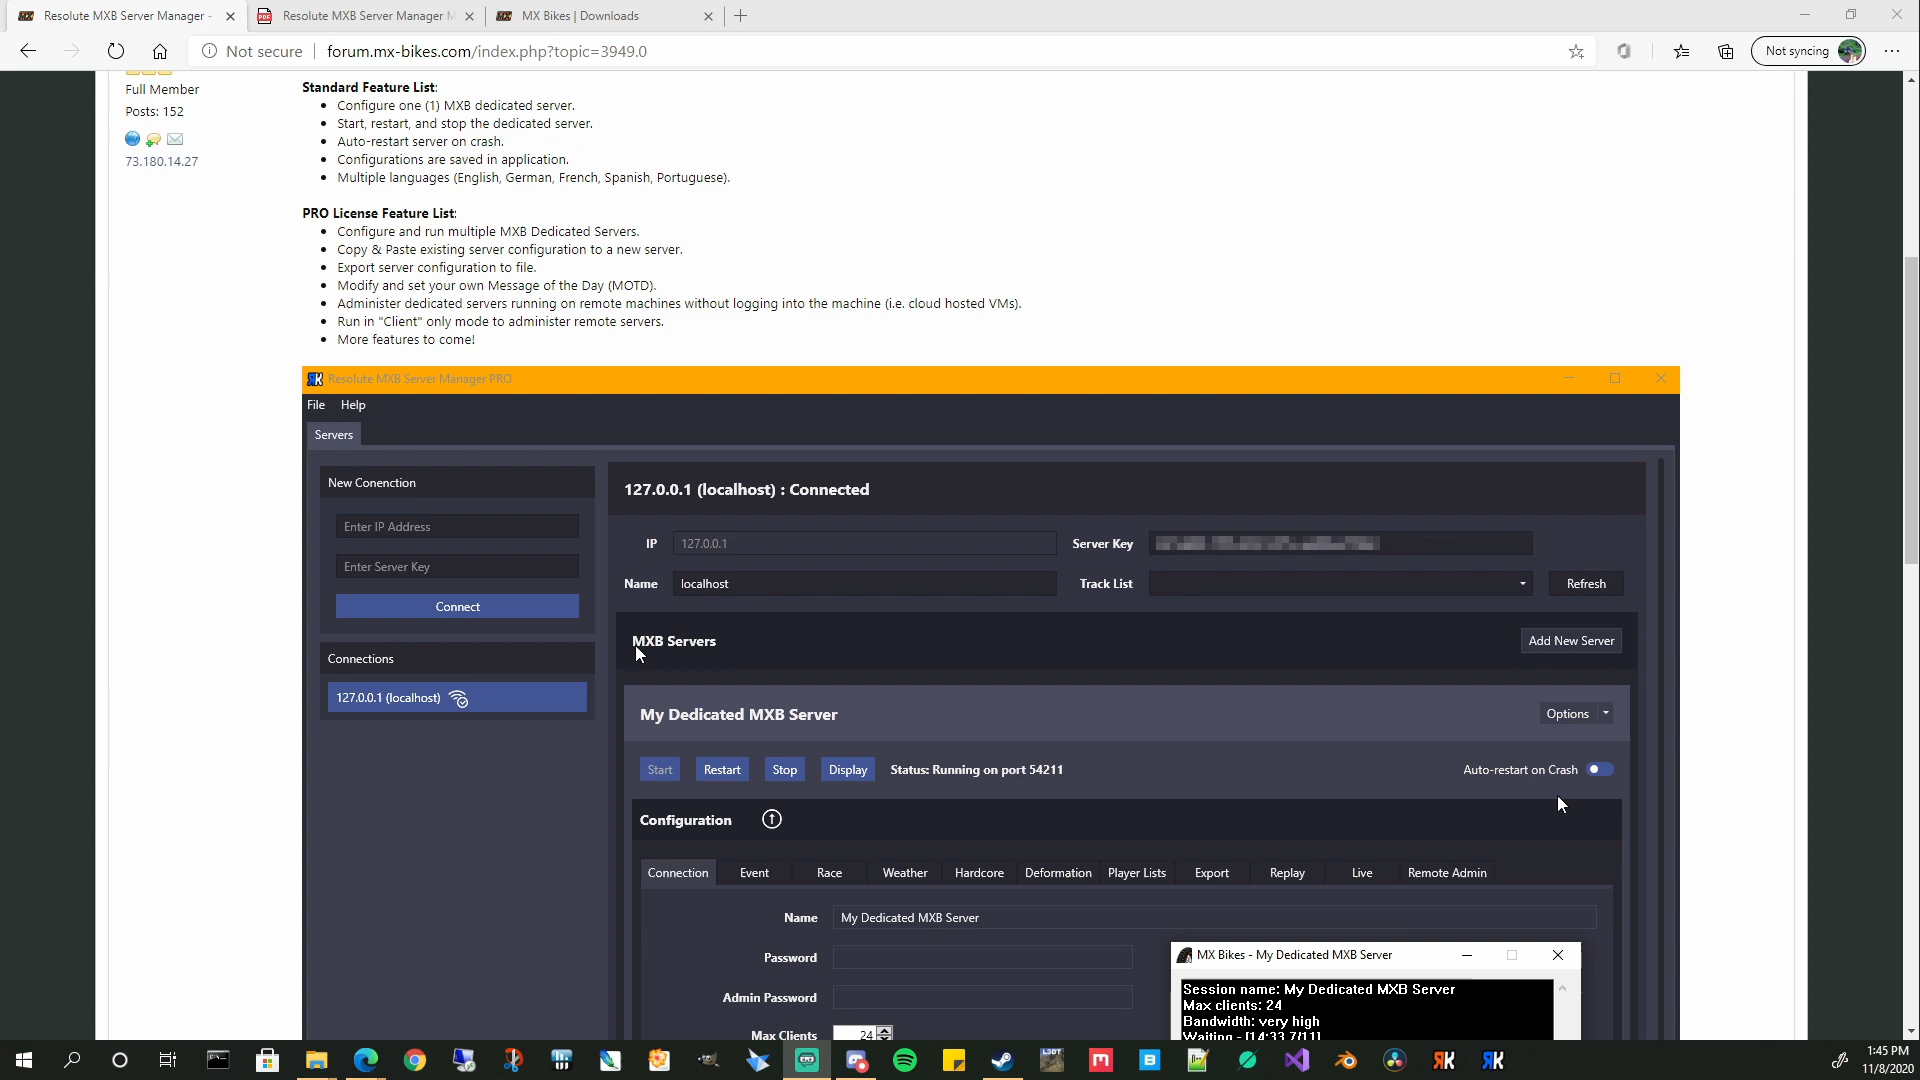 Resolute MXB Server Manager -
Resolute MXB Server Manager M
MX Bikes | Downloads
Not secure
forum.mx-bikes.com/index.php?topic=3949.0
Not syncing
Full Member
Posts: 152
73.180.14.27
Standard Feature List:
Configure one (1) MXB dedicated server.
Start, restart, and stop the dedicated server.
Auto-restart server on crash.
Configurations are saved in application.
Multiple languages (English, German, French, Spanish, Portuguese).
PRO License Feature List:
Configure and run multiple MXB Dedicated Servers.
Copy & Paste existing server configuration to a new server.
Export server configuration to file.
Modify and set your own Message of the Day (MOTD).
Administer dedicated servers running on remote machines without logging into the machine (i.e. cloud hosted VMs).
Run in "Client" only mode to administer remote servers.
More features to come!
Resolute MXB Server Manager PRO
File Help
Servers
New Conenction
Enter IP Address
Enter Server Key
Connect
Connections
127.0.0.1 (localhost)
127.0.0.1 (localhost) : Connected
IP 127.0.0.1 Server Key
Name localhost Track List Refresh
MXB Servers Add New Server
My Dedicated MXB Server Options
Start Restart Stop Display Status: Running on port 54211 Auto-restart on Crash
Configuration
Connection Event Race Weather Hardcore Deformation Player Lists Export Replay Live Remote Admin
Name My Dedicated MXB Server
Password
Admin Password
Max Clients 24
MX Bikes - My Dedicated MXB Server
Session name: My Dedicated MXB Server
Max clients: 24
Bandwidth: very high
Waiting - [14:33 7/11]
1:45 PM
11/8/2020